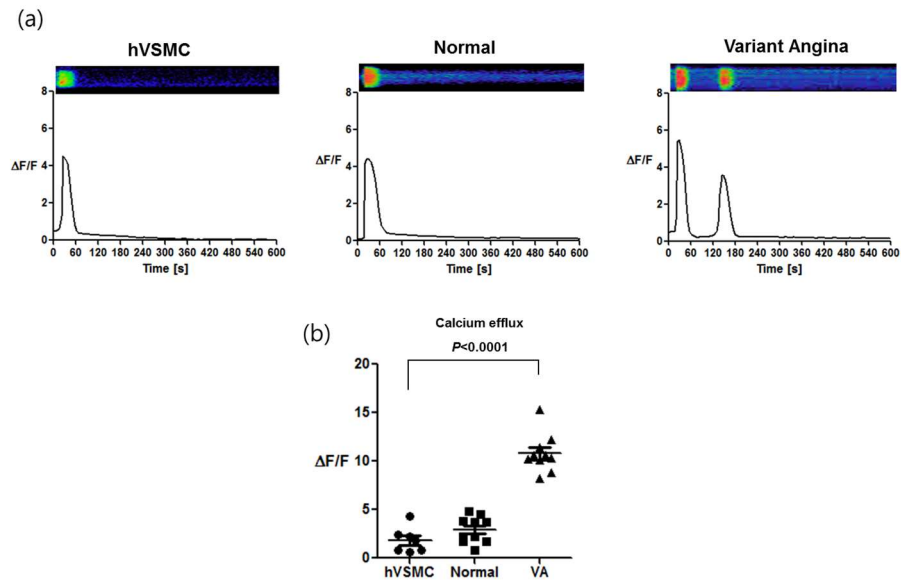 (a)
hVSMC
Normal
Variant Angina
8
6
ΔF/F
4
2
0
0 60 120 180 240 300 360 420 480 540 600
Time [s]
8
6
ΔF/F
4
2
0
0 60 120 180 240 300 360 420 480 540 600
Time [s]
8
6
ΔF/F
4
2
0
0 60 120 180 240 300 360 420 480 540 600
Time [s]
(b)
Calcium efflux
P<0.0001
20
15
ΔF/F
10
5
0
hVSMC Normal VA